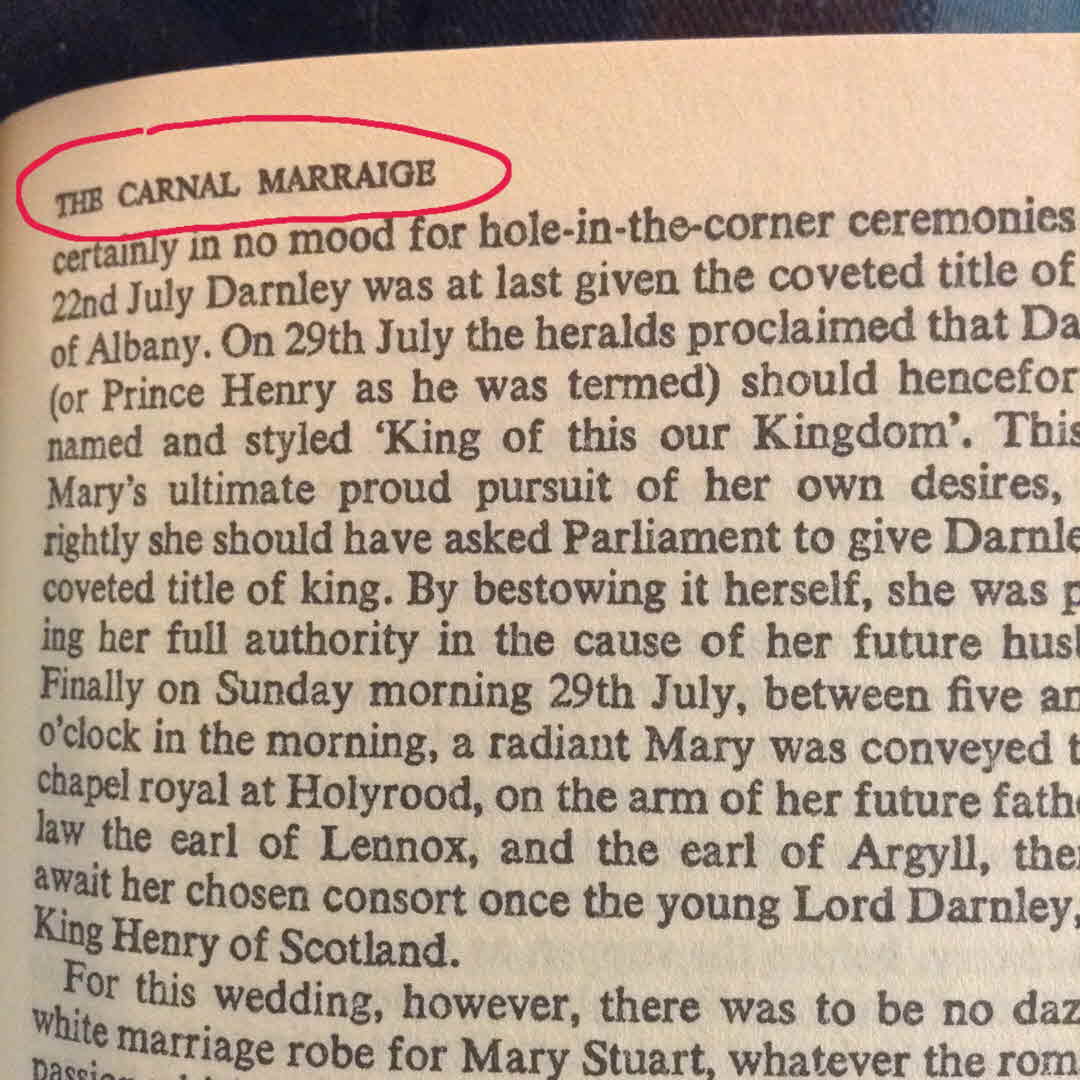 THE CARNAL MARRAIGE
certainly in no mood for hole-in-the-corner ceremonies
22nd July Darnley was at last given the coveted title of
of Albany. On 29th July the heralds proclaimed that Da
(or Prince Henry as he was termed) should hencefor
named and styled ‘King of this our Kingdom’. This
Mary’s ultimate proud pursuit of her own desires,
rightly she should have asked Parliament to give Darnle
coveted title of king. By bestowing it herself, she was p
ing her full authority in the cause of her future hus
Finally on Sunday morning 29th July, between five an
o’clock in the morning, a radiant Mary was conveyed t
chapel royal at Holyrood, on the arm of her future fath
law the earl of Lennox, and the earl of Argyll, the
await her chosen consort once the young Lord Darnley,
King Henry of Scotland.
For this wedding, however, there was to be no daz
white marriage robe for Mary Stuart, whatever the rom